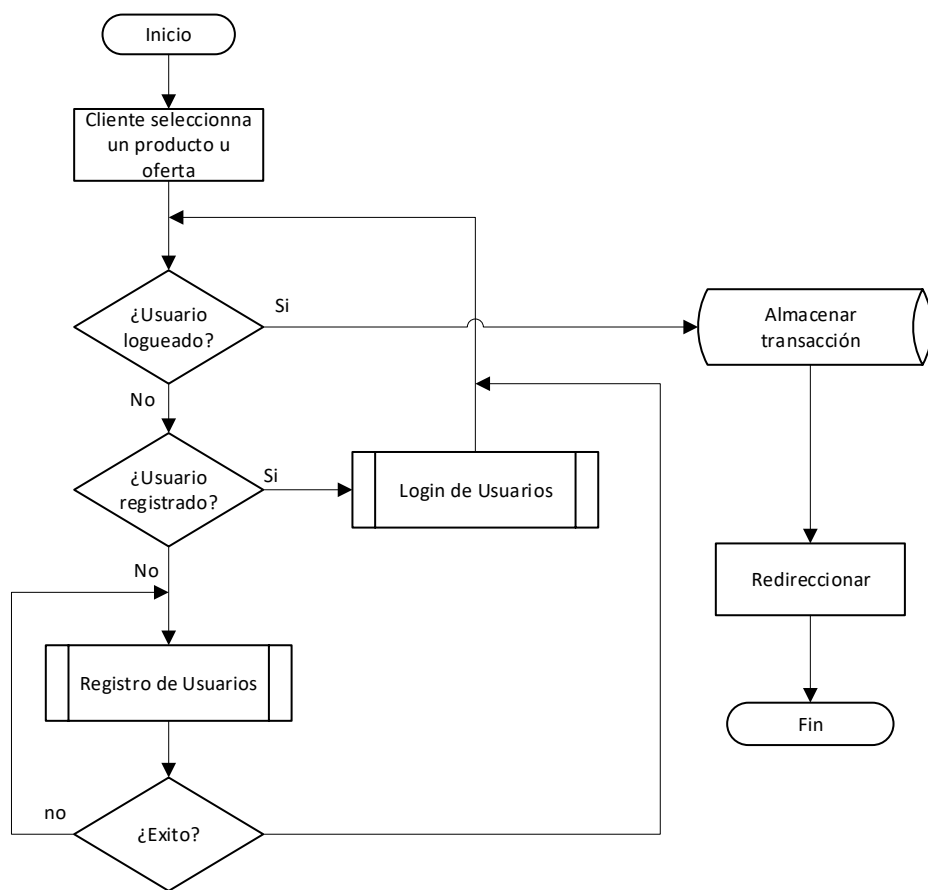 Inicio
Cliente seleccionna
un producto u
oferta
¿Usuario
logueado?
Si
Almacenar
transacción
No
¿Usuario
registrado?
Si
Login de Usuarios
No
Redireccionar
Registro de Usuarios
Fin
no
¿Exito?